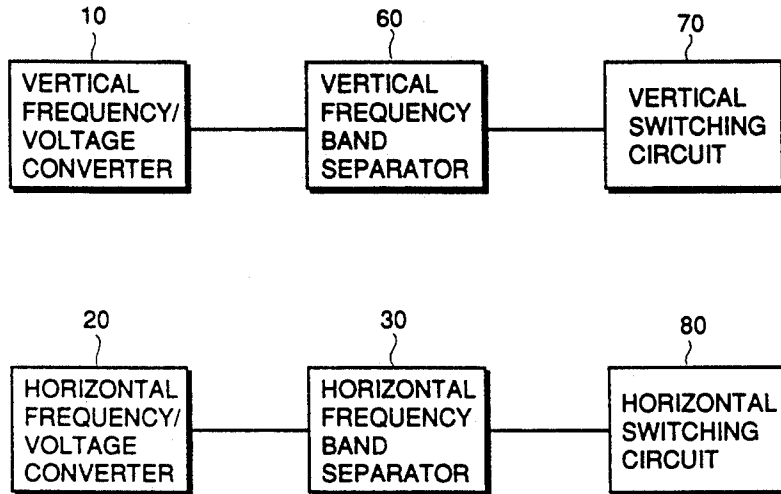 10
60
70
VERTICAL
FREQUENCY/
VOLTAGE
CONVERTER
VERTICAL
FREQUENCY
BAND
SEPARATOR
VERTICAL
SWITCHING
CIRCUIT
20
30
80
HORIZONTAL
FREQUENCY/
VOLTAGE
CONVERTER
HORIZONTAL
FREQUENCY
BAND
SEPARATOR
HORIZONTAL
SWITCHING
CIRCUIT